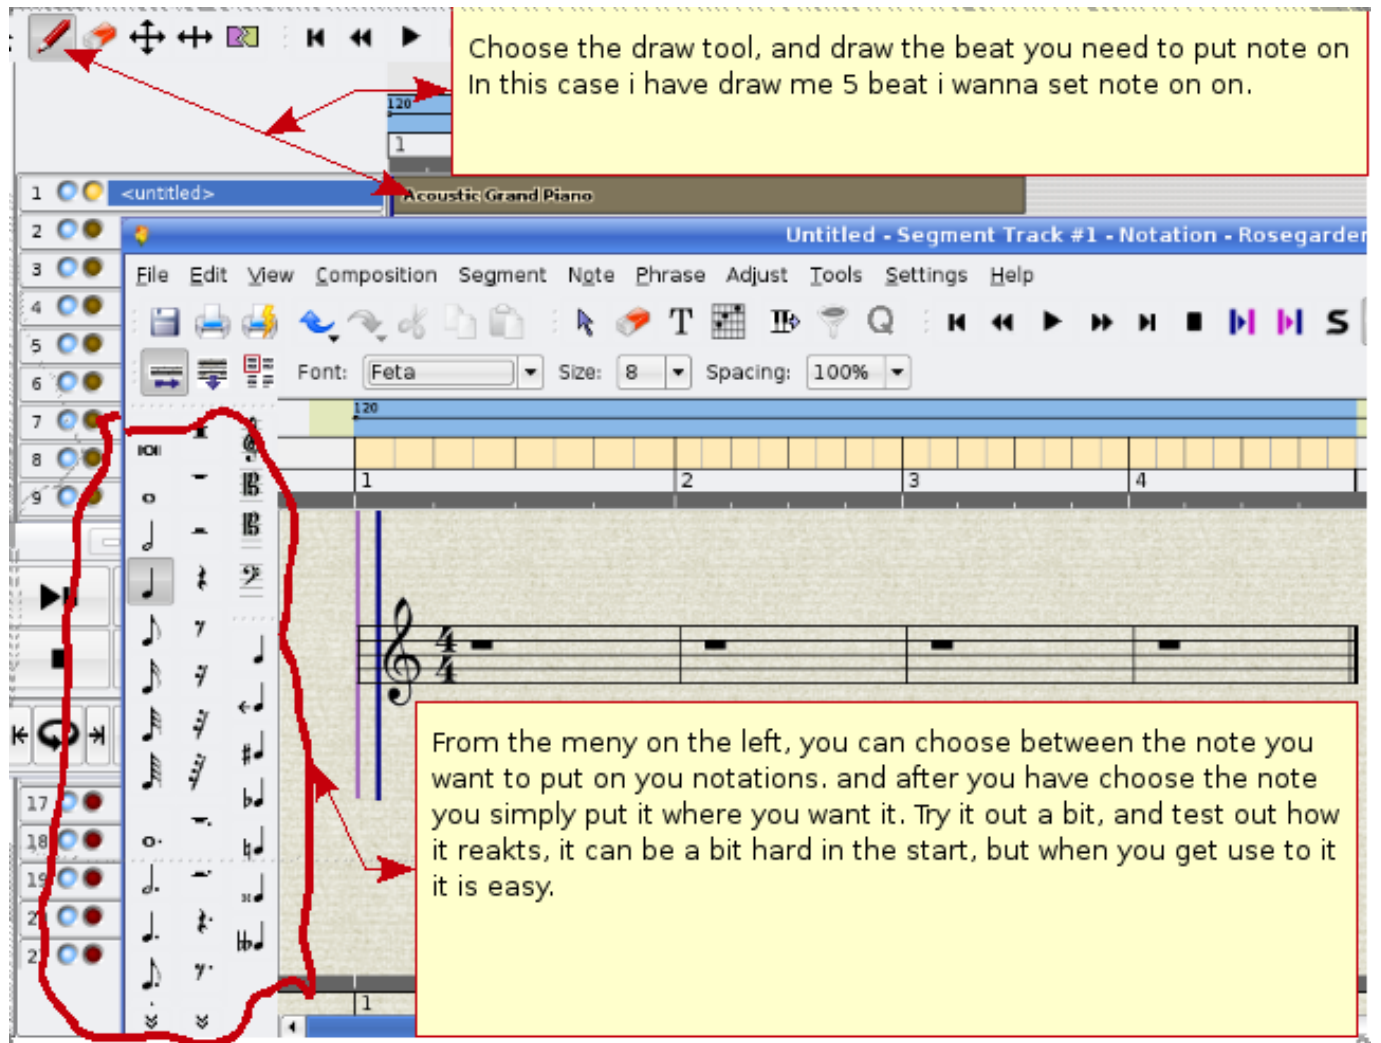 Choose the draw tool, and draw the beat you need to put note on
In this case i have draw me 5 beat i wanna set note on on.
120
1
1 <untitled>
Acoustic Grand Piano
2
Untitled - Segment Track #1 - Notation - Rosegarden
3
File Edit View Composition Segment Note Phrase Adjust Tools Settings Help
4
T
Q
S
5
6
Font: Feta Size: 8 Spacing: 100%
7
120
8
9
1 2 3 4
4
4
From the meny on the left, you can choose between the note you
want to put on you notations. and after you have choose the note
you simply put it where you want it. Try it out a bit, and test out how
it reakts, it can be a bit hard in the start, but when you get use to it
it is easy.
17
18
19
1